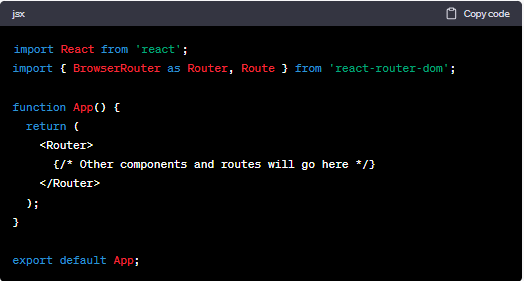 jsx
Copy code
import React from 'react';
import { BrowserRouter as Router, Route } from 'react-router-dom';
function App() {
return (
<Router>
{/* Other components and routes will go here */}
</Router>
);
}
export default App;